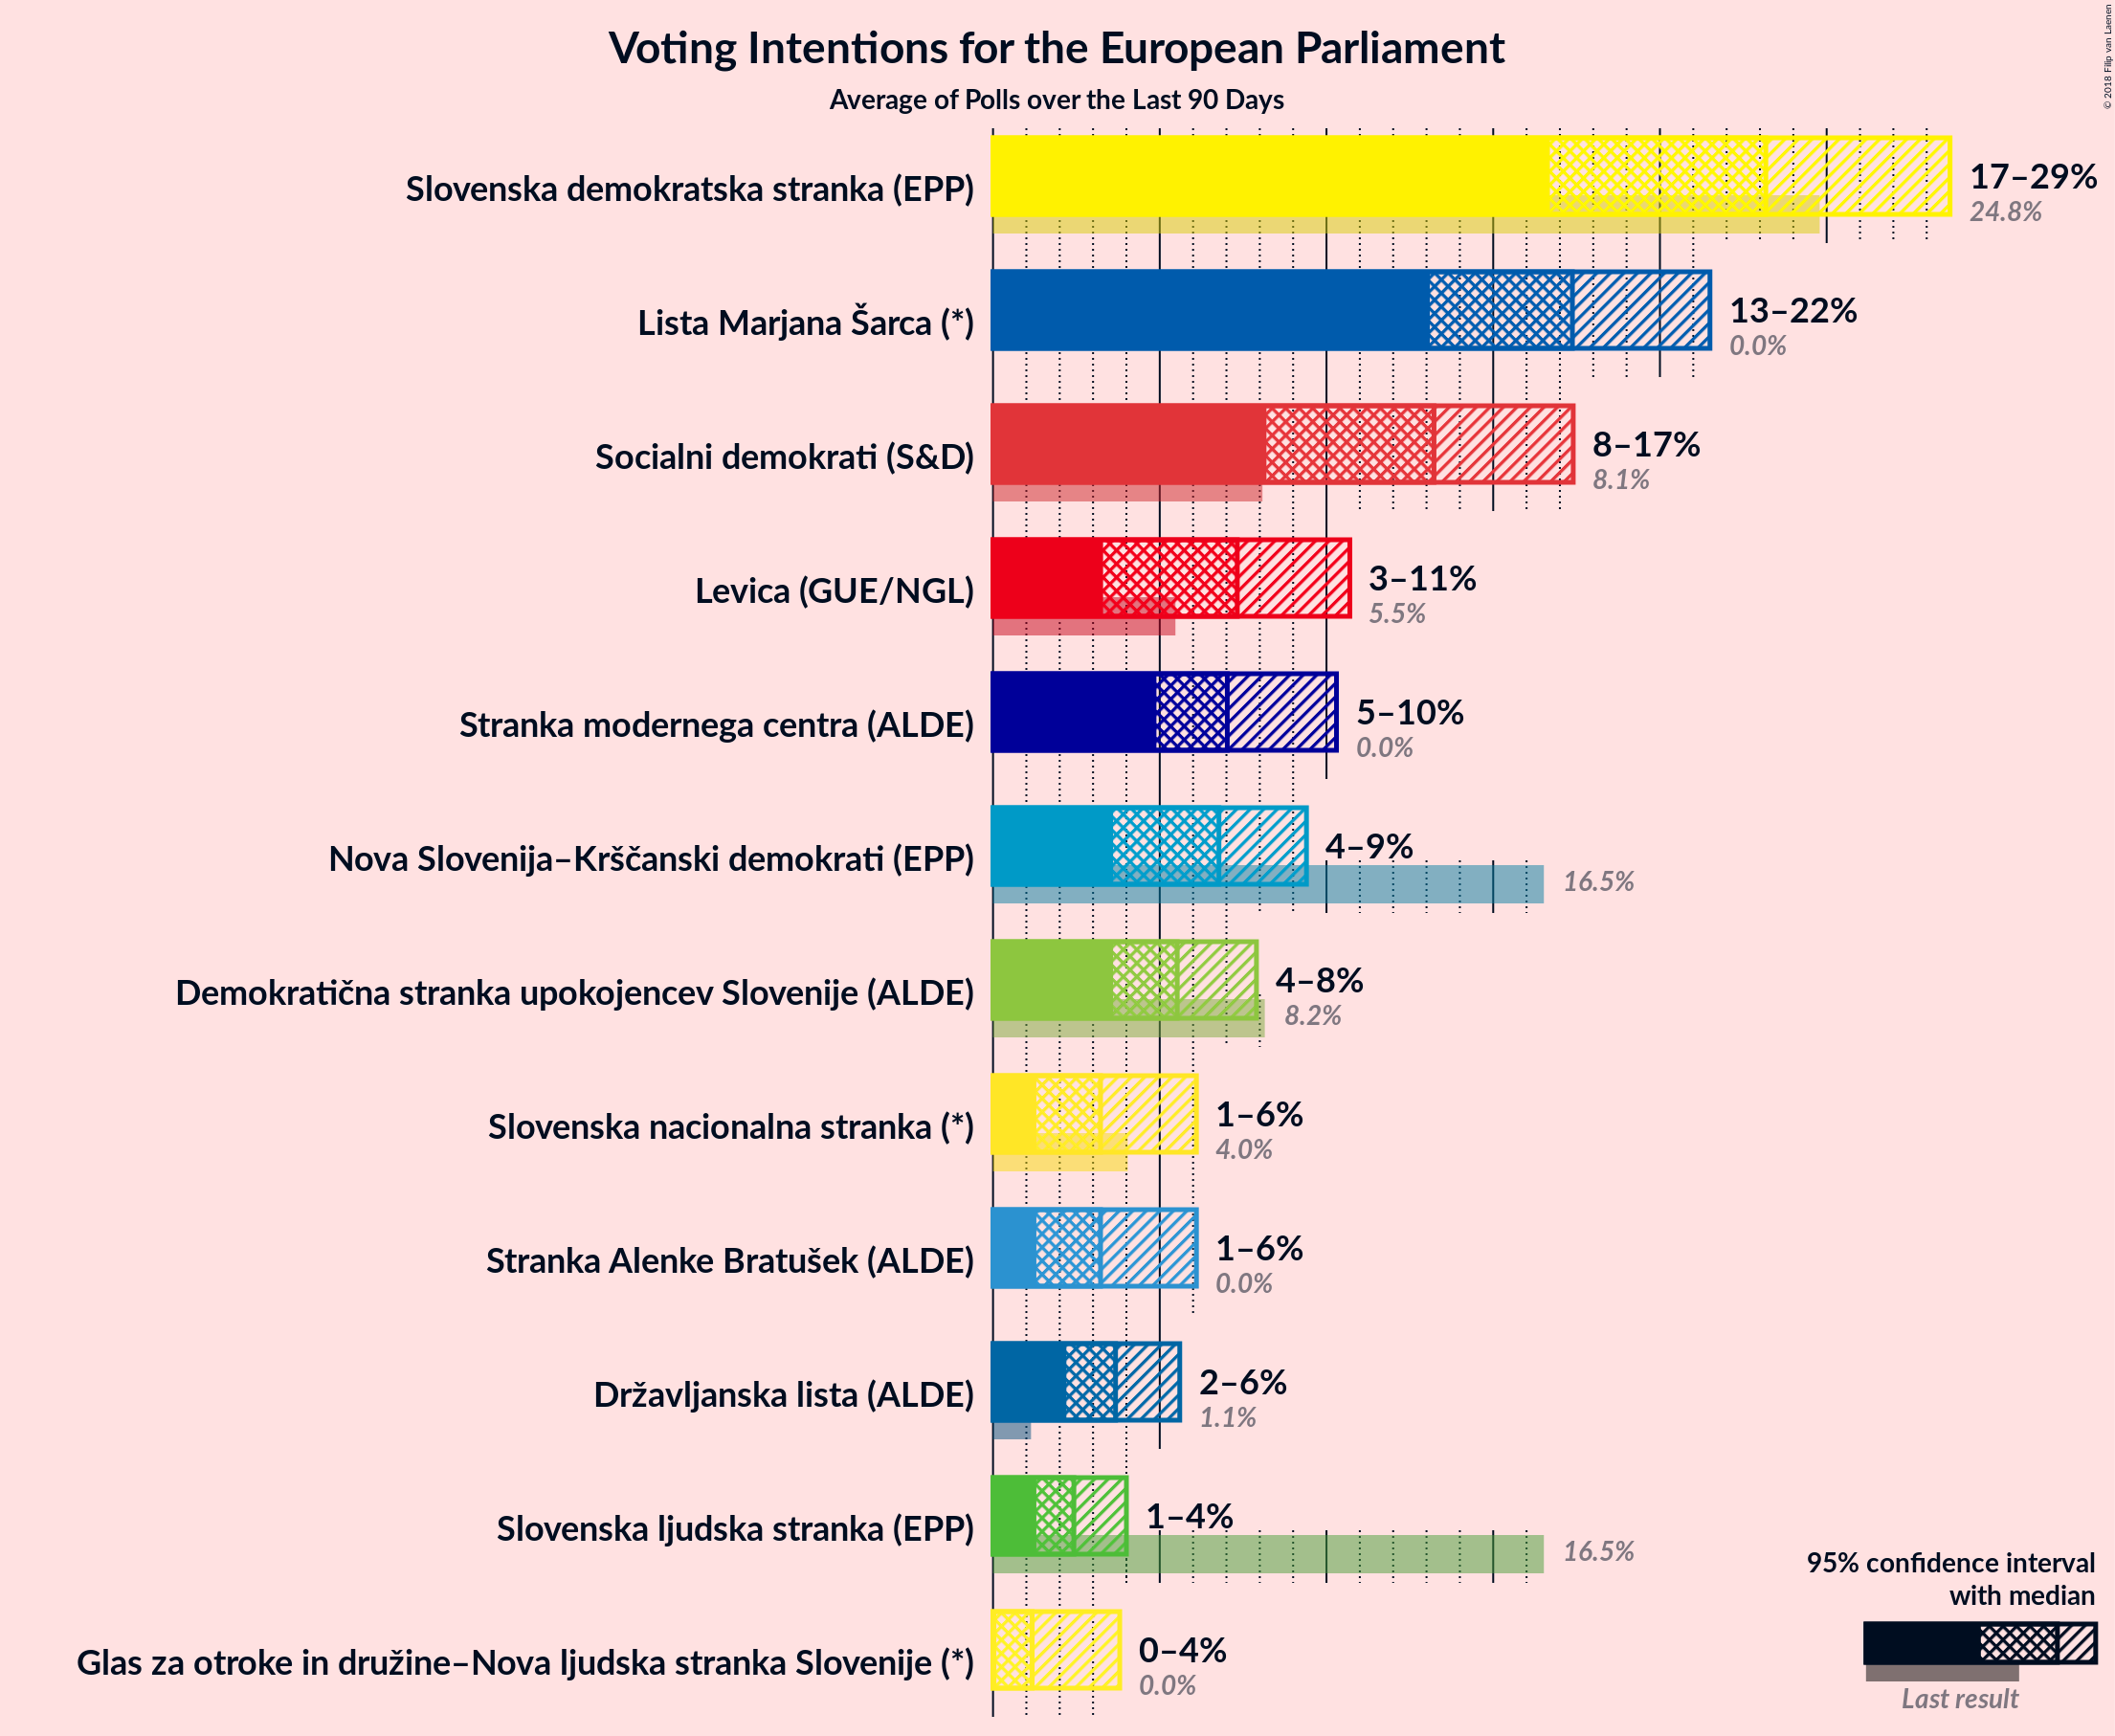 Voting Intentions for the European Parliament
Average of Polls over the Last 90 Days
© 2018 Filip van Laenen
Slovenska demokratska stranka (EPP)
17–29%
24.8%
Lista Marjana Šarca (*)
13–22%
0.0%
Socialni demokrati (S&D)
8–17%
8.1%
Levica (GUE/NGL)
3–11%
5.5%
Stranka modernega centra (ALDE)
5–10%
0.0%
Nova Slovenija–Krščanski demokrati (EPP)
4–9%
16.5%
Demokratična stranka upokojencev Slovenije (ALDE)
4–8%
8.2%
Slovenska nacionalna stranka (*)
1–6%
4.0%
Stranka Alenke Bratušek (ALDE)
1–6%
0.0%
Državljanska lista (ALDE)
2–6%
1.1%
Slovenska ljudska stranka (EPP)
1–4%
16.5%
Glas za otroke in družine–Nova ljudska stranka Slovenije (*)
0–4%
0.0%
95% confidence interval
with median
Last result